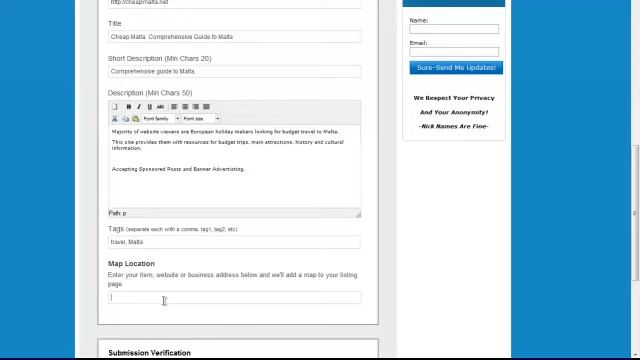 http://cheapmalta.net
Title
Cheap Malta: Comprehensive Guide to Malta
Short Description (Min Chars 20)
Comprehensive guide to Malta
Description (Min Chars 50)
B I U ABC
Font family Font size
Majority of website viewers are European holiday makers looking for budget travel to Malta.
This site provides them with resources for budget trips, main attractions, history and cultural
information.
Accepting Sponsored Posts and Banner Advertising.
Path: p
Tags (separate each with a comma, tag1, tag2, etc)
travel, Malta
Map Location
Enter your item, website or business address below and we'll add a map to your listing
page.
Submission Verification
Name:
Email:
Sure-Send Me Updates!
We Respect Your Privacy
And Your Anonymity!
-Nick Names Are Fine-